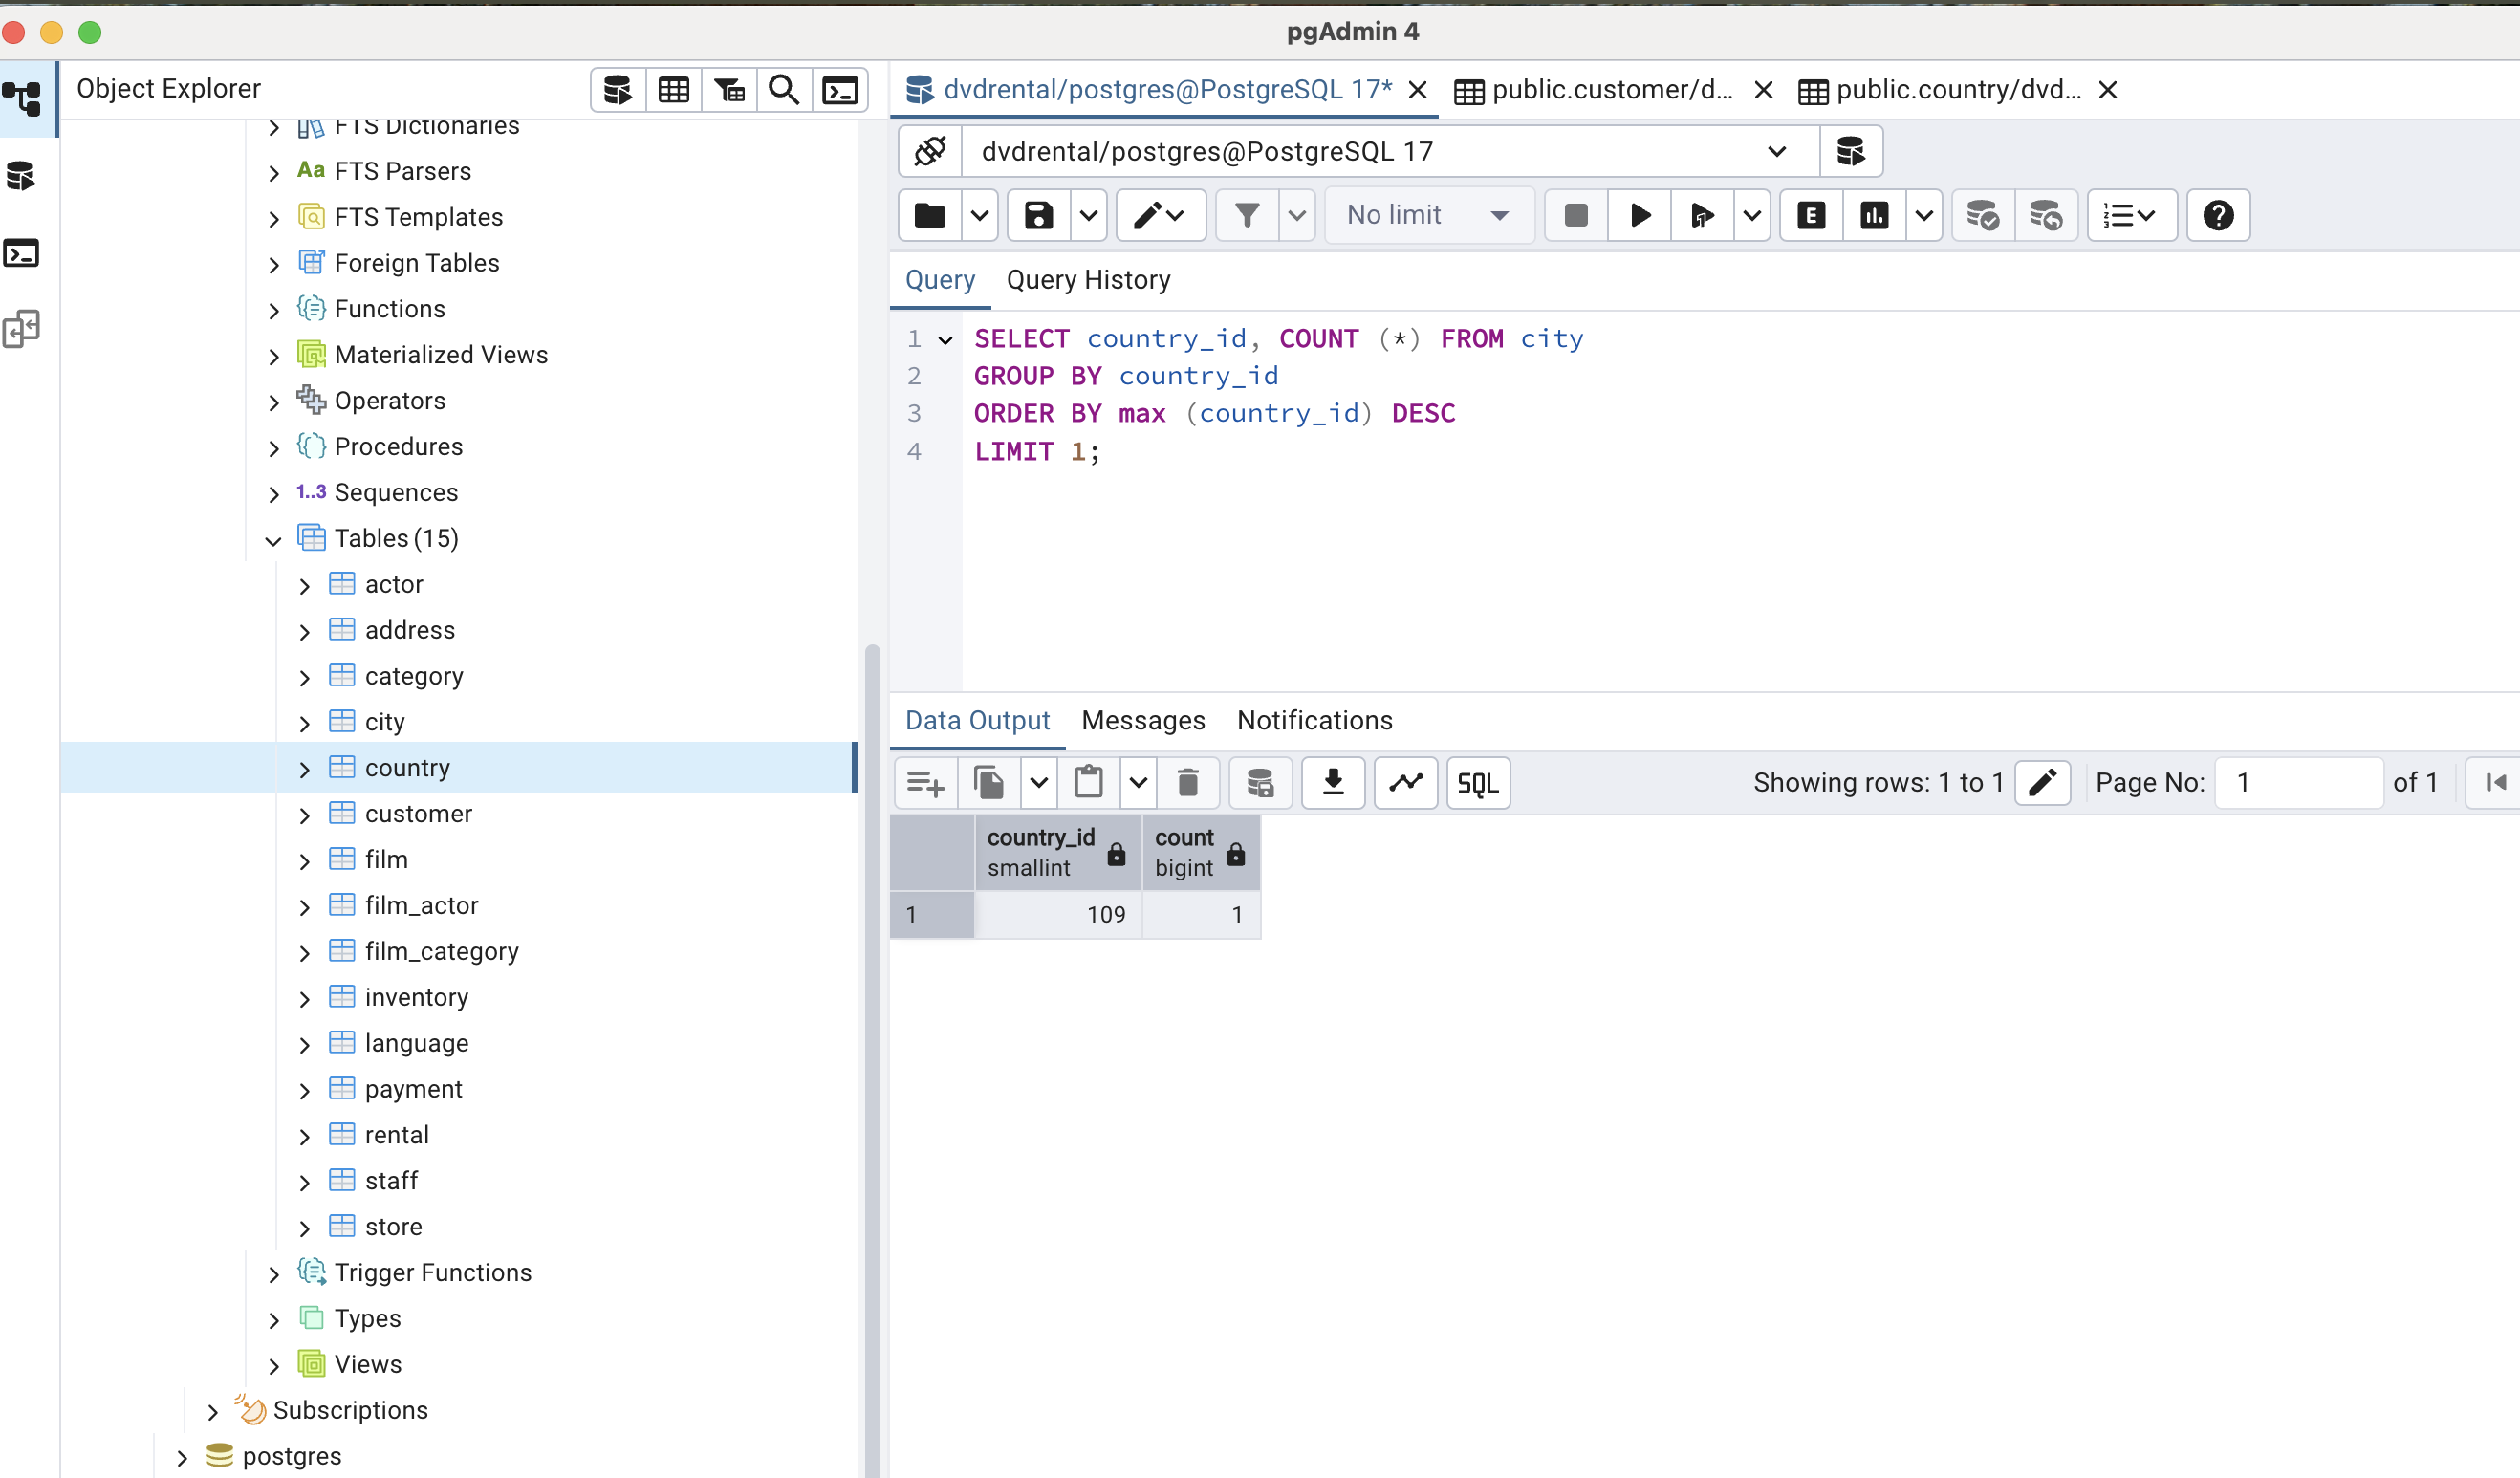 pgAdmin 4
Object Explorer
dvdrental/postgres@PostgreSQL 17*
public.customer/d...
public.country/dvd...
FTS Dictionaries
Aa FTS Parsers
FTS Templates
Foreign Tables
Functions
Materialized Views
Operators
Procedures
1..3 Sequences
Tables (15)
actor
address
category
city
country
customer
film
film_actor
film_category
inventory
language
payment
rental
staff
store
Trigger Functions
Types
Views
Subscriptions
postgres
dvdrental/postgres@PostgreSQL 17
No limit
E
Query Query History
1 SELECT country_id, COUNT (*) FROM city
2 GROUP BY country_id
3 ORDER BY max (country_id) DESC
4 LIMIT 1;
Data Output Messages Notifications
SQL
Showing rows: 1 to 1
Page No: 1 of 1
country_id count
smallint bigint
1 109 1